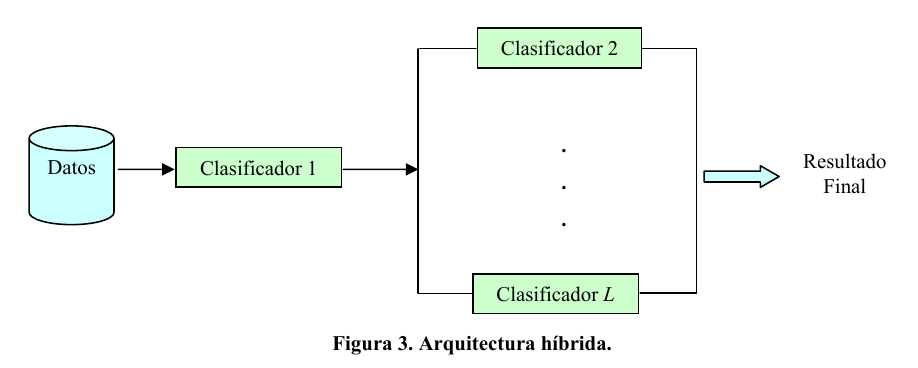 Clasificador 2
Datos
Clasificador 1
.
.
.
Resultado
Final
Clasificador L
Figura 3. Arquitectura híbrida.